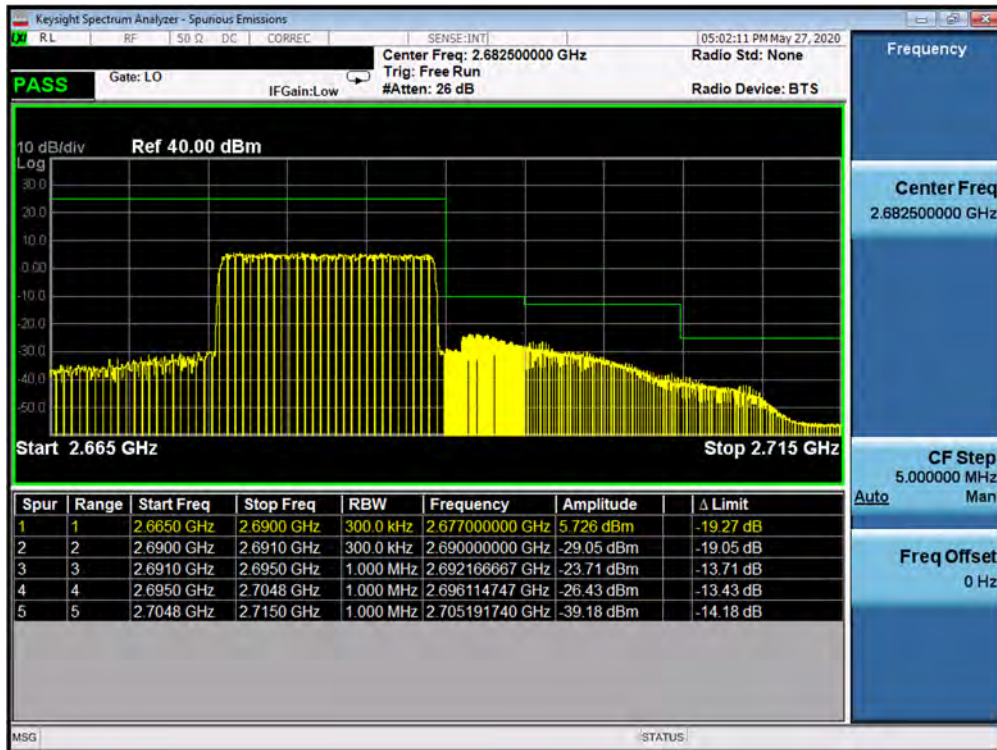 Keysight Spectrum Analyzer - Spurious Emissions
RL RF 50 Ω DC CORREC SENSE:INT 05:02:11 PM May 27, 2020
Center Freq: 2.682500000 GHz Radio Std: None
Trig: Free Run
PASS Gate: LO IFGain:Low #Atten: 26 dB Radio Device: BTS
10 dB/div Ref 40.00 dBm
Log
30.0
20.0
10.0
0.00
-10.0
-20.0
-30.0
-40.0
-50.0
Start 2.665 GHz Stop 2.715 GHz
Spur Range Start Freq Stop Freq RBW Frequency Amplitude Δ Limit
1 1 2.6650 GHz 2.6900 GHz 300.0 kHz 2.677000000 GHz 5.726 dBm -19.27 dB
2 2 2.6900 GHz 2.6910 GHz 300.0 kHz 2.690000000 GHz -29.05 dBm -19.05 dB
3 3 2.6910 GHz 2.6950 GHz 1.000 MHz 2.692166667 GHz -23.71 dBm -13.71 dB
4 4 2.6950 GHz 2.7048 GHz 1.000 MHz 2.696114747 GHz -26.43 dBm -13.43 dB
5 5 2.7048 GHz 2.7150 GHz 1.000 MHz 2.705191740 GHz -39.18 dBm -14.18 dB
MSG STATUS
Frequency
Center Freq
2.682500000 GHz
CF Step
5.000000 MHz
Auto Man
Freq Offset
0 Hz